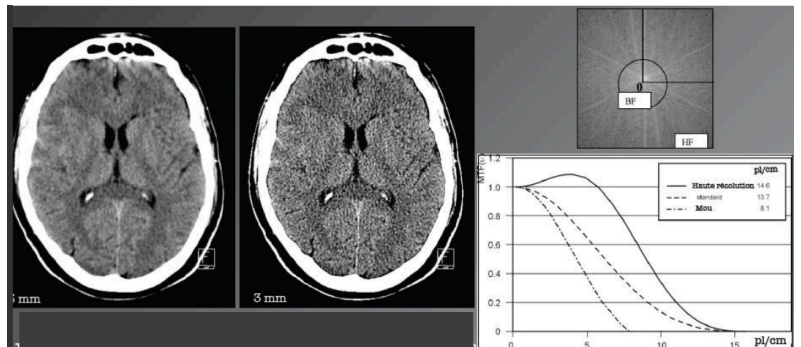 mm
F
3 mm
F
0
BF
HF
MTF(υ)
pl/cm
Haute résolution 14.6
standard 13.7
Mou 8.1
1.2
1.0
0.8
0.6
0.4
0.2
0
0
5
10
15
pl/cm